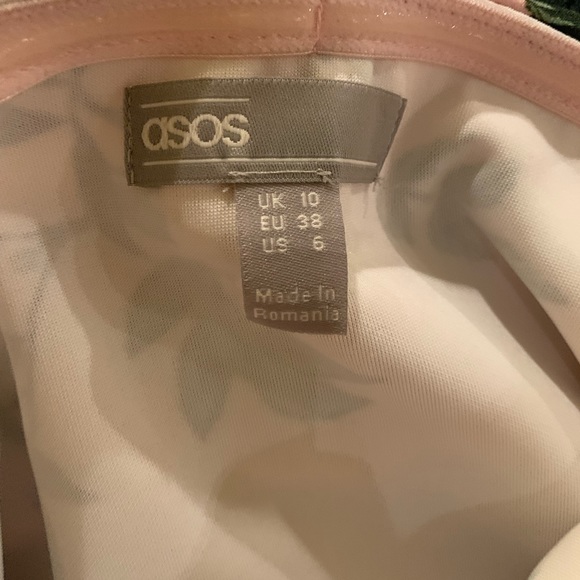 asos
UK 10
EU 38
US 6
Made In
Romania